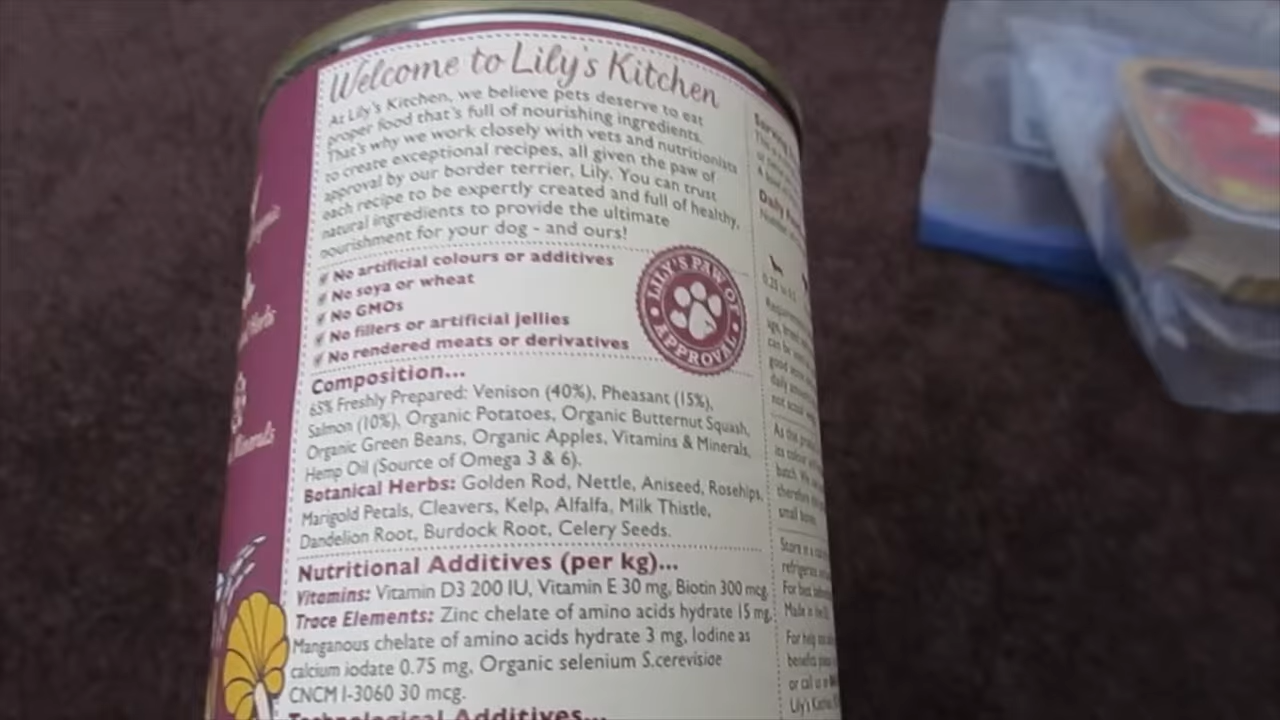 Welcome to Lily's Kitchen
At Lily's Kitchen, we believe pets deserve to eat
proper food that's full of nourishing ingredients.
That's why we work closely with vets and nutritionists
to create exceptional recipes, all given the paw of
approval by our border terrier, Lily. You can trust
each recipe to be expertly created and full of healthy,
natural ingredients to provide the ultimate
nourishment for your dog - and ours!
No artificial colours or additives
No soya or wheat
No GMOs
No fillers or artificial jellies
No rendered meats or derivatives
LILY'S PAW OF APPROVAL
Composition...
65% Freshly Prepared: Venison (40%), Pheasant (15%),
Salmon (10%), Organic Potatoes, Organic Butternut Squash,
Organic Green Beans, Organic Apples, Vitamins & Minerals,
Hemp Oil (Source of Omega 3 & 6).
Botanical Herbs: Golden Rod, Nettle, Aniseed, Rosehips,
Marigold Petals, Cleavers, Kelp, Alfalfa, Milk Thistle,
Dandelion Root, Burdock Root, Celery Seeds.
Nutritional Additives (per kg)...
Vitamins: Vitamin D3 200 IU, Vitamin E 30 mg, Biotin 300 mcg.
Trace Elements: Zinc chelate of amino acids hydrate 15 mg,
Manganous chelate of amino acids hydrate 3 mg, Iodine as
calcium iodate 0.75 mg, Organic selenium S.cerevisiae
CNCM I-3060 30 mcg.
Technological Additives...